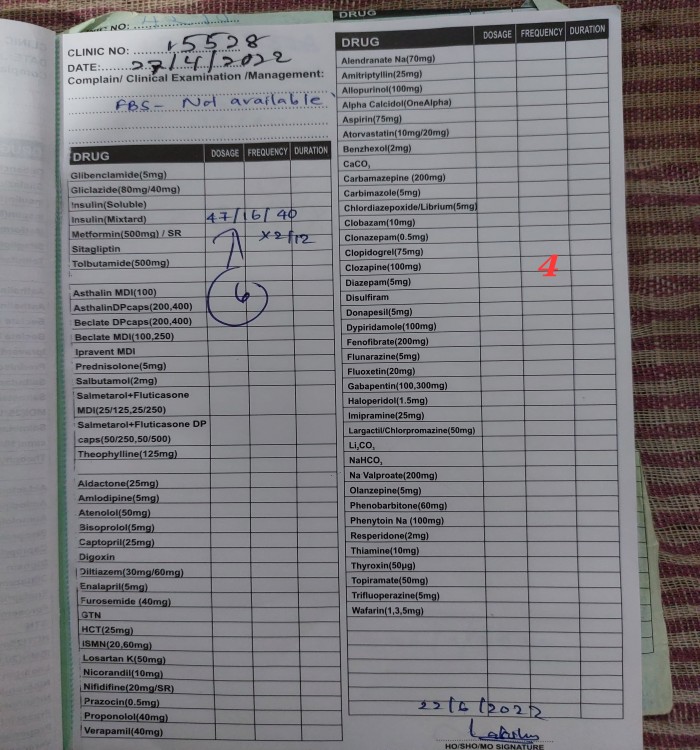 NO:
CLINIC NO: 15528
DATE: 27/4/2022
Complain/ Clinical Examination /Management:
FBS- Not available
DRUG DOSAGE FREQUENCY DURATION
Glibenclamide(5mg)
Gliclazide(80mg/40mg)
Insulin(Soluble)
Insulin(Mixtard) 47/16/40
Metformin(500mg) / SR x2/12
Sitagliptin
Tolbutamide(500mg)
6
Asthalin MDI(100)
AsthalinDPcaps(200,400)
Beclate DPcaps(200,400)
Beclate MDI(100,250)
Ipravent MDI
Prednisolone(5mg)
Salbutamol(2mg)
Salmetarol+Fluticasone
MDI(25/125,25/250)
Salmetarol+Fluticasone DP
caps(50/250,50/500)
Theophylline(125mg)
Aldactone(25mg)
Amlodipine(5mg)
Atenolol(50mg)
Bisoprolol(5mg)
Captopril(25mg)
Digoxin
Diltiazem(30mg/60mg)
Enalapril(5mg)
Furosemide (40mg)
GTN
HCT(25mg)
ISMN(20,60mg)
Losartan K(50mg)
Nicorandil(10mg)
Nifidifine(20mg/SR)
Prazocin(0.5mg)
Proponolol(40mg)
Verapamil(40mg)
DRUG
DRUG DOSAGE FREQUENCY DURATION
Alendranate Na(70mg)
Amitriptyllin(25mg)
Allopurinol(100mg)
Alpha Calcidol(OneAlpha)
Aspirin(75mg)
Atorvastatin(10mg/20mg)
Benzhexol(2mg)
CaCO,
Carbamazepine (200mg)
Carbimazole(5mg)
Chlordiazepoxide/Librium(5mg)
Clobazam(10mg)
Clonazepam(0.5mg)
Clopidogrel(75mg)
Clozapine(100mg) 4
Diazepam(5mg)
Disulfiram
Donapesil(5mg)
Dypiridamole(100mg)
Fenofibrate(200mg)
Flunarazine(5mg)
Fluoxetin(20mg)
Gabapentin(100,300mg)
Haloperidol(1.5mg)
Imipramine(25mg)
Largactil/Chlorpromazine(50mg)
Li,CO,
NaHCO,
Na Valproate(200mg)
Olanzepine(5mg)
Phenobarbitone(60mg)
Phenytoin Na (100mg)
Resperidone(2mg)
Thiamine(10mg)
Thyroxin(50µg)
Topiramate(50mg)
Trifluoperazine(5mg)
Wafarin(1,3,5mg)
22/6/2022
HO/SHO/MO SIGNATURE